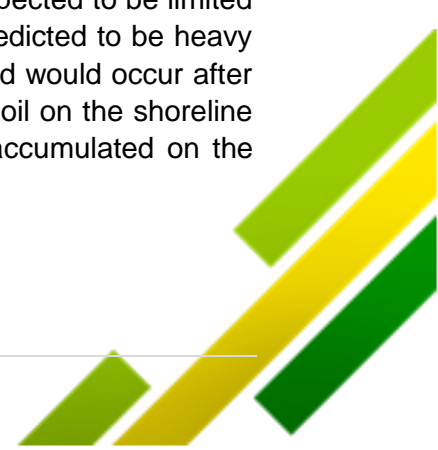 pected to be limited
edicted to be heavy
d would occur after
oil on the shoreline
accumulated on the